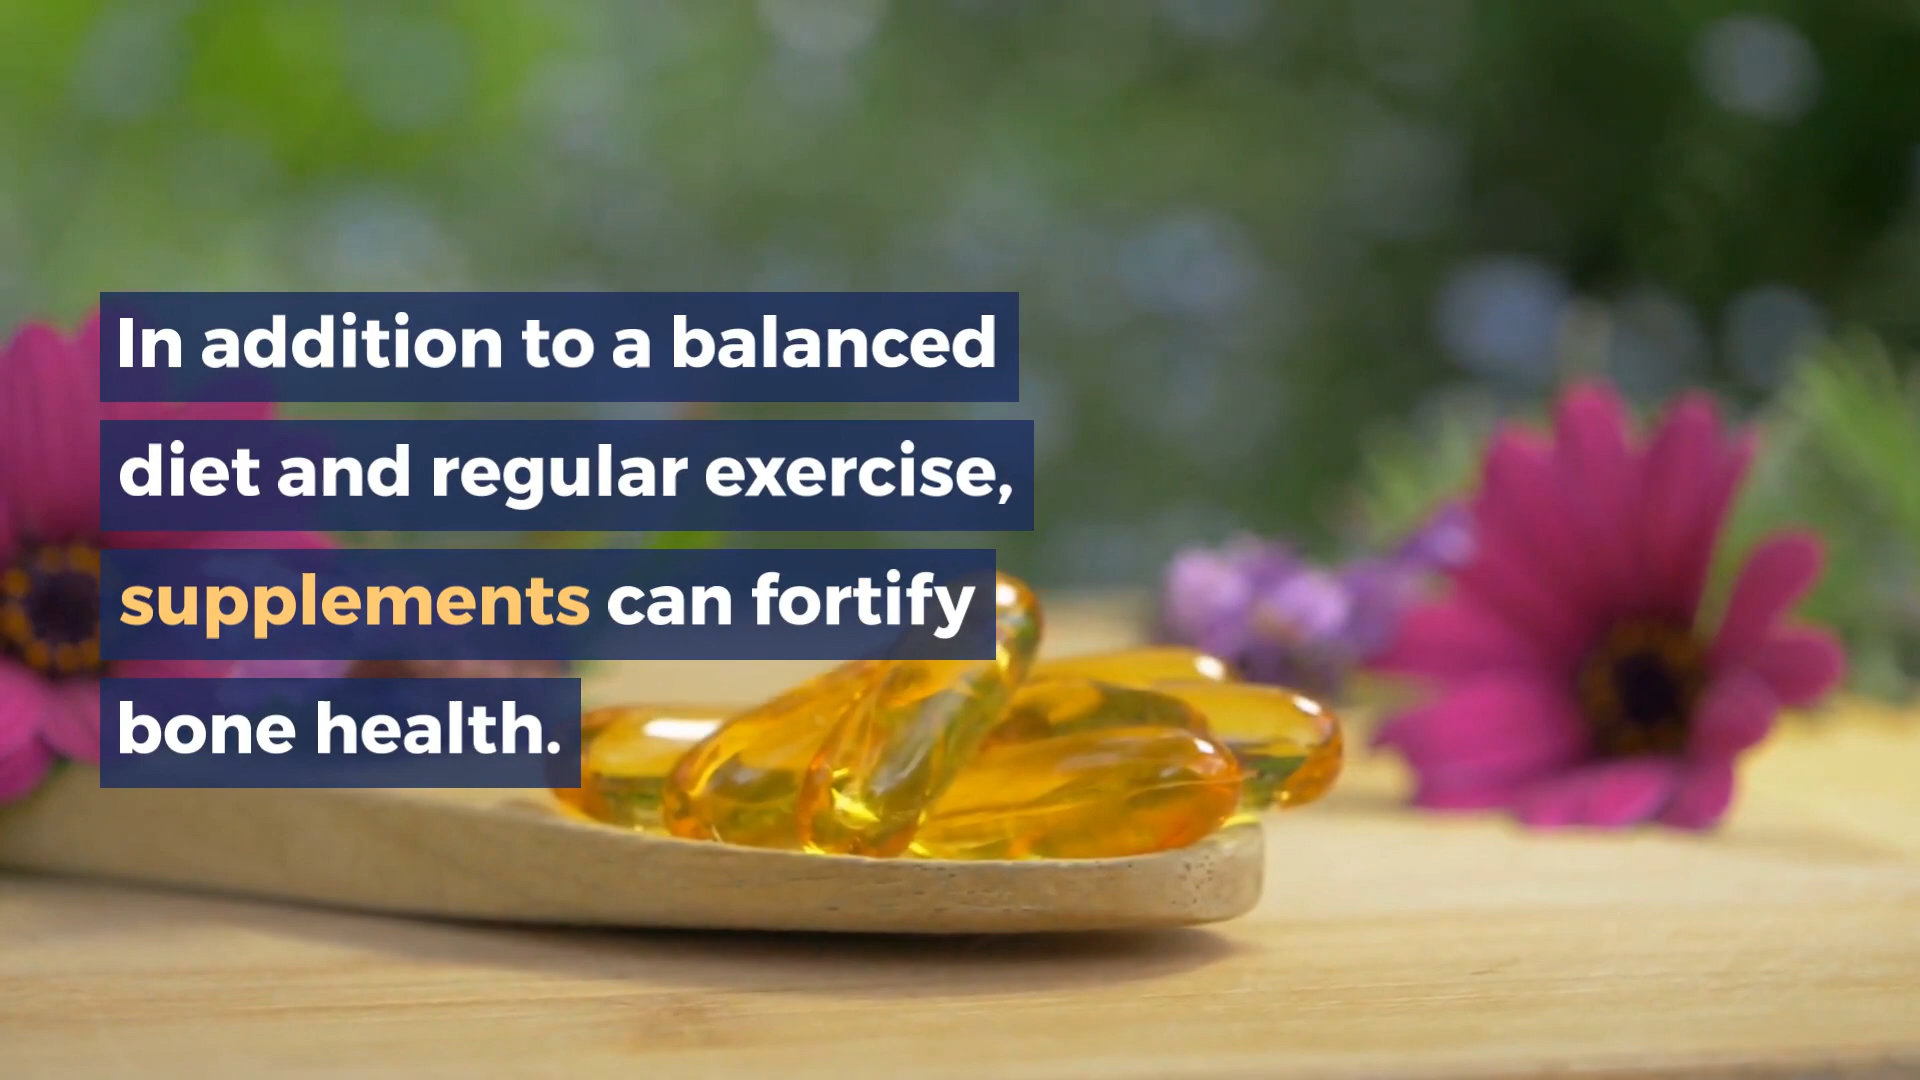 In addition to a balanced
diet and regular exercise,
supplements can fortify
bone health.